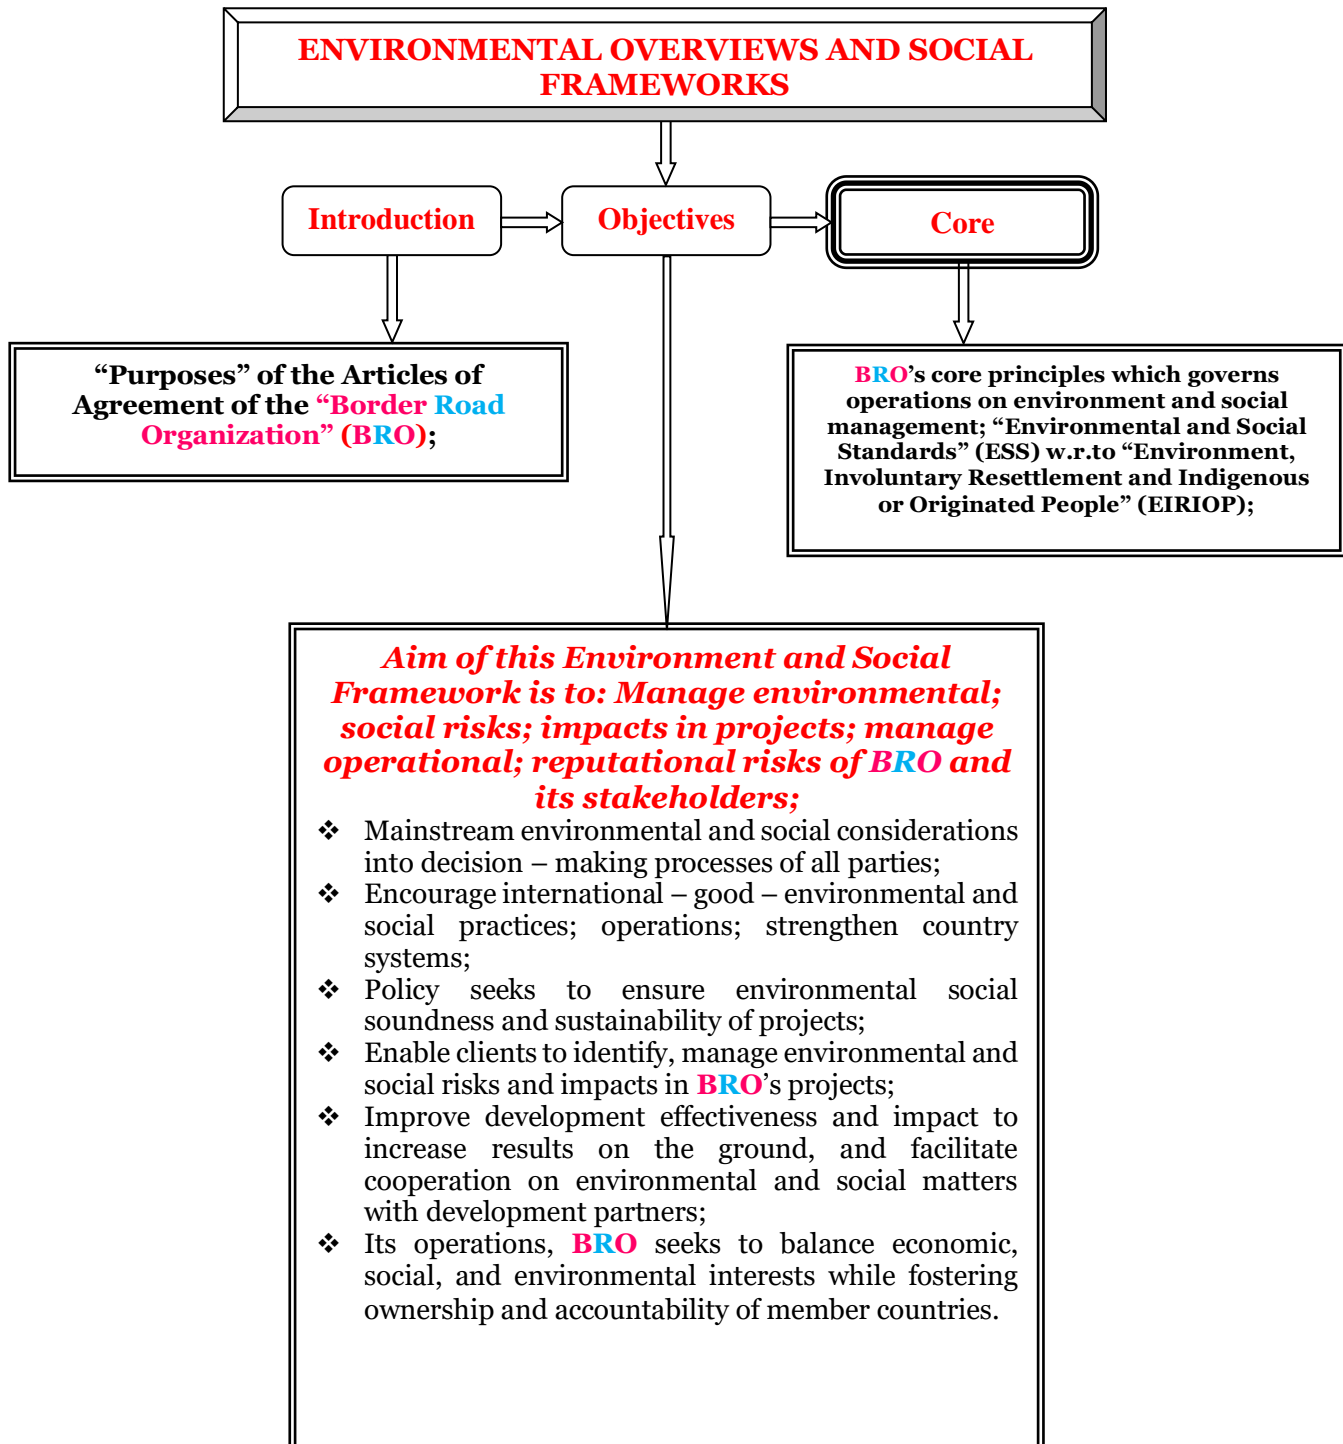 ENVIRONMENTAL OVERVIEWS AND SOCIAL
FRAMEWORKS
Introduction
Objectives
Core
“Purposes” of the Articles of
Agreement of the “Border Road
Organization” (BRO);
BRO’s core principles which governs
operations on environment and social
management; “Environmental and Social
Standards” (ESS) w.r.to “Environment,
Involuntary Resettlement and Indigenous
or Originated People” (EIRIOP);
Aim of this Environment and Social
Framework is to: Manage environmental;
social risks; impacts in projects; manage
operational; reputational risks of BRO and
its stakeholders;
❖ Mainstream environmental and social considerations
into decision – making processes of all parties;
❖ Encourage international – good – environmental and
social practices; operations; strengthen country
systems;
❖ Policy seeks to ensure environmental social
soundness and sustainability of projects;
❖ Enable clients to identify, manage environmental and
social risks and impacts in BRO’s projects;
❖ Improve development effectiveness and impact to
increase results on the ground, and facilitate
cooperation on environmental and social matters
with development partners;
❖ Its operations, BRO seeks to balance economic,
social, and environmental interests while fostering
ownership and accountability of member countries.